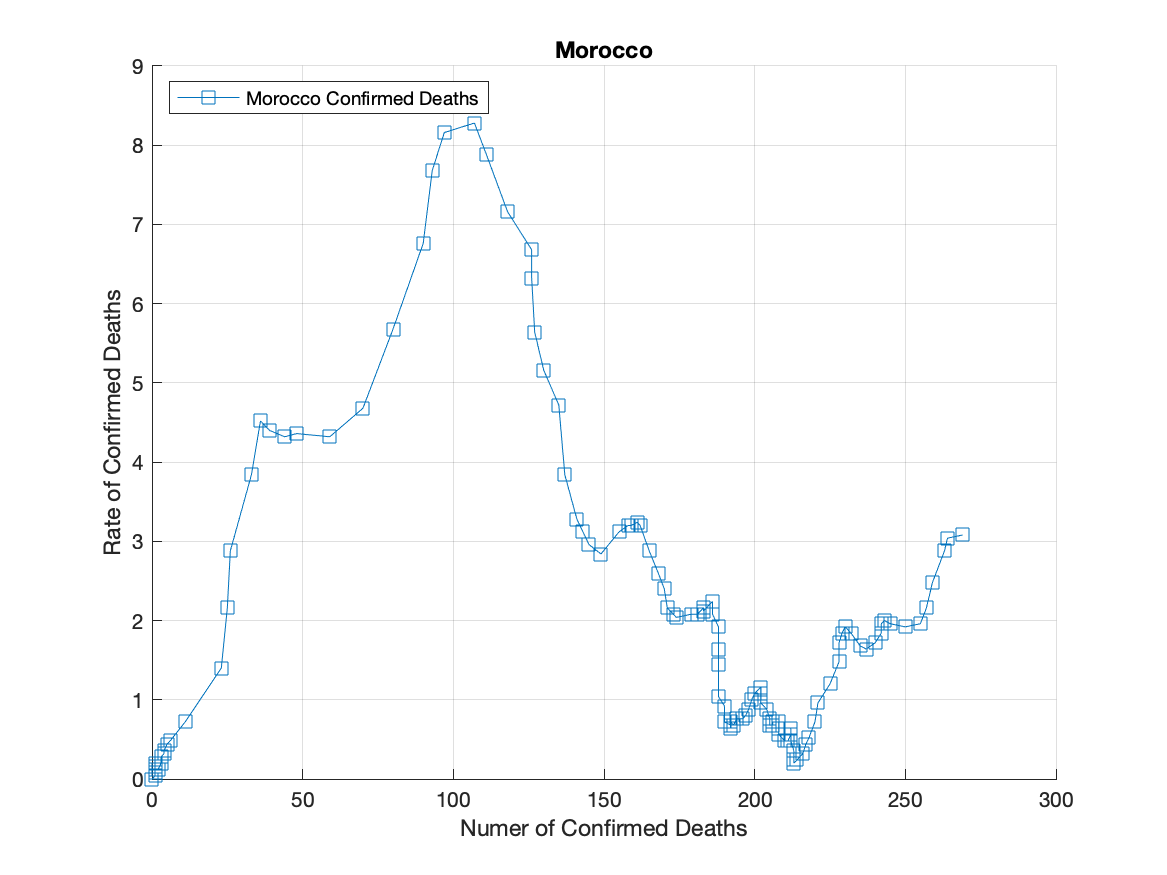 Morocco
Morocco Confirmed Deaths
9
8
7
6
5
4
3
2
1
0
Rate of Confirmed Deaths
0 50 100 150 200 250 300
Numer of Confirmed Deaths